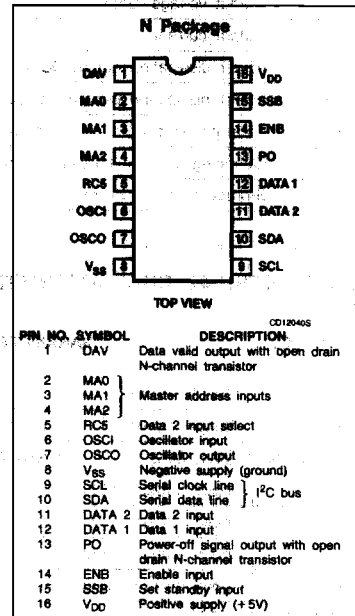 N Package
DAV 1 16 VDD
MA0 2 15 SSB
MA1 3 14 ENB
MA2 4 13 PO
RC5 5 12 DATA 1
OSCI 6 11 DATA 2
OSCO 7 10 SDA
VSS 8 9 SCL
TOP VIEW
CD12040S
PIN NO. SYMBOL DESCRIPTION
1 DAV Data valid output with open drain
N-channel transistor
2 MA0
3 MA1 Master address inputs
4 MA2
5 RC5 Data 2 input select
6 OSCI Oscillator input
7 OSCO Oscillator output
8 VSS Negative supply (ground)
9 SCL Serial clock line
I²C bus
10 SDA Serial data line
11 DATA 2 Data 2 input
12 DATA 1 Data 1 input
13 PO Power-off signal output with open
drain N-channel transistor
14 ENB Enable input
15 SSB Set standby input
16 VDD Positive supply (+5V)